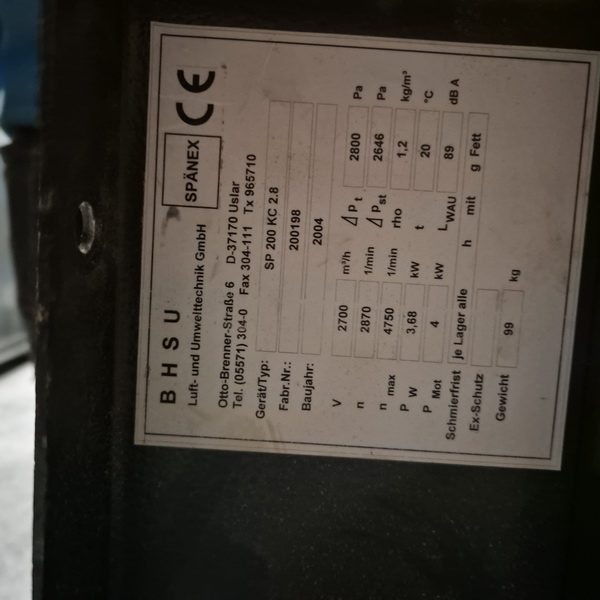 B H S U
SPÄNEX
CE
Luft- und Umwelttechnik GmbH
Otto-Brenner-Straße 6 D-37170 Uslar
Tel. (05571) 304-0 Fax 304-111 Tx 965710
Gerät/Typ: SP 200 KC 2.8
Fabr.Nr.: 200198
Baujahr: 2004
V 2700 m³/h ⊿ pt 2800 Pa
n 2870 1/min ⊿ pst 2646 Pa
n max 4750 1/min rho 1,2 kg/m³
P W 3,68 kW t 20 °C
P Mot 4 kW LWAU 89 dB A
Schmierfrist je Lager alle h mit g Fett
Ex-Schutz
Gewicht 99 kg